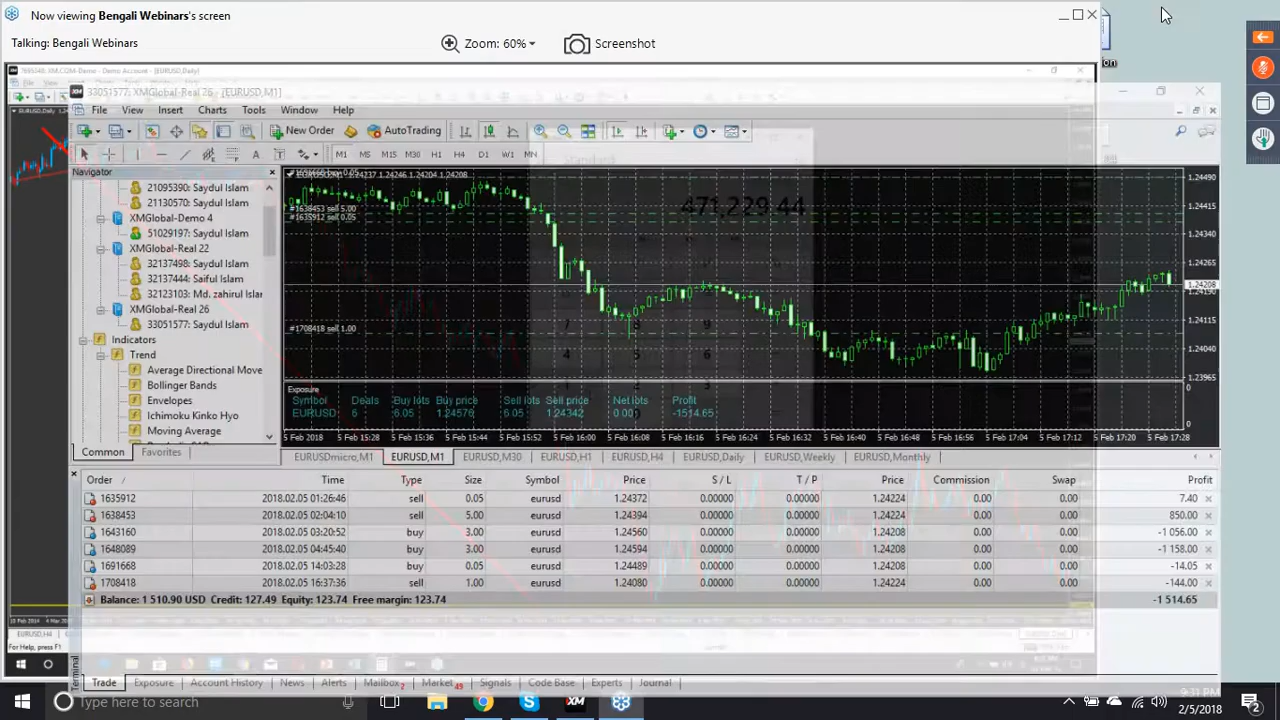 Now viewing Bengali Webinars's screen
Talking: Bengali Webinars
Zoom: 60%
Screenshot
33051577: XMGlobal-Real 26 - [EURUSD,M1]
File View Insert Charts Tools Window Help
New Order AutoTrading
M1 M5 M15 M30 H1 H4 D1 W1 MN
Navigator
21095390: Saydul Islam
21130570: Saydul Islam
XMGlobal-Demo 4
51029197: Saydul Islam
XMGlobal-Real 22
32137498: Saydul Islam
32137444: Saiful Islam
32123103: Md. zahirul Islar
XMGlobal-Real 26
33051577: Saydul Islam
Indicators
Trend
Average Directional Move
Bollinger Bands
Envelopes
Ichimoku Kinko Hyo
Moving Average
Common Favorites
1.24237 1.24246 1.24204 1.24208
#1638453 sell 5.00
#1635912 sell 0.05
#1708418 sell 1.00
471,229.44
1.24490
1.24415
1.24340
1.24265
1.24208
1.24190
1.24115
1.24040
1.23965
Exposure
Symbol Deals Buy lots Buy price Sell lots Sell price Net lots Profit
EURUSD 6 6.05 1.24576 6.05 1.24342 0.00 -1514.65
0
0
5 Feb 2018 5 Feb 15:28 5 Feb 15:36 5 Feb 15:44 5 Feb 15:52 5 Feb 16:00 5 Feb 16:08 5 Feb 16:16 5 Feb 16:24 5 Feb 16:32 5 Feb 16:40 5 Feb 16:48 5 Feb 16:56 5 Feb 17:04 5 Feb 17:12 5 Feb 17:20 5 Feb 17:28
EURUSDmicro,M1 EURUSD,M1 EURUSD,M30 EURUSD,H1 EURUSD,H4 EURUSD,Daily EURUSD,Weekly EURUSD,Monthly
Order Time Type Size Symbol Price S / L T / P Price Commission Swap Profit
1635912 2018.02.05 01:26:46 sell 0.05 eurusd 1.24372 0.00000 0.00000 1.24224 0.00 0.00 7.40
1638453 2018.02.05 02:04:10 sell 5.00 eurusd 1.24394 0.00000 0.00000 1.24224 0.00 0.00 850.00
1643160 2018.02.05 03:20:52 buy 3.00 eurusd 1.24560 0.00000 0.00000 1.24208 0.00 0.00 -1 056.00
1648089 2018.02.05 04:45:40 buy 3.00 eurusd 1.24594 0.00000 0.00000 1.24208 0.00 0.00 -1 158.00
1691668 2018.02.05 14:03:28 buy 0.05 eurusd 1.24489 0.00000 0.00000 1.24208 0.00 0.00 -14.05
1708418 2018.02.05 16:37:36 sell 1.00 eurusd 1.24080 0.00000 0.00000 1.24224 0.00 0.00 -144.00
Balance: 1 510.90 USD Credit: 127.49 Equity: 123.74 Free margin: 123.74 -1 514.65
EURUSD,H4
For Help, press F1
Terminal
Trade Exposure Account History News Alerts Mailbox 2 Market 49 Signals Code Base Experts Journal
Type here to search
9:31 PM
2/5/2018
2